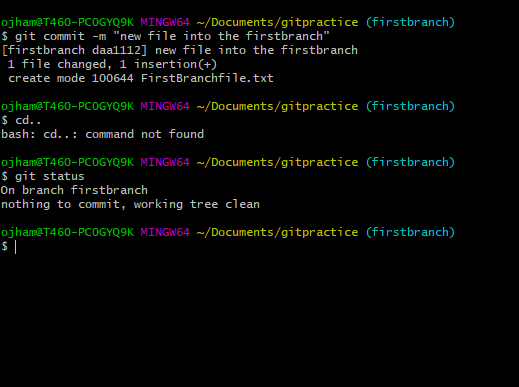 ojham@T460-PC0GYQ9K MINGW64 ~/Documents/gitpractice (firstbranch)
$ git commit -m "new file into the firstbranch"
[firstbranch daa1112] new file into the firstbranch
 1 file changed, 1 insertion(+)
 create mode 100644 FirstBranchfile.txt
ojham@T460-PC0GYQ9K MINGW64 ~/Documents/gitpractice (firstbranch)
$ cd..
bash: cd..: command not found
ojham@T460-PC0GYQ9K MINGW64 ~/Documents/gitpractice (firstbranch)
$ git status
On branch firstbranch
nothing to commit, working tree clean
ojham@T460-PC0GYQ9K MINGW64 ~/Documents/gitpractice (firstbranch)
$